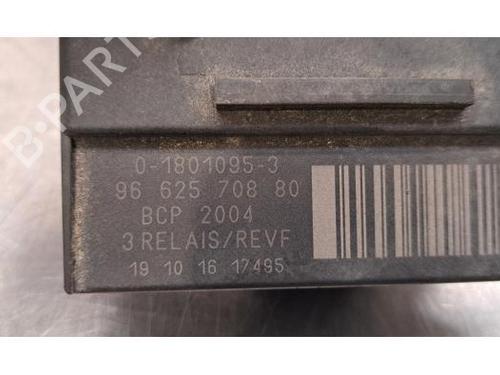 0-1801095-3
96 625 708 80
BCP 2004
3 RELAIS/REVF
19 10 16 17495
B-PARTS